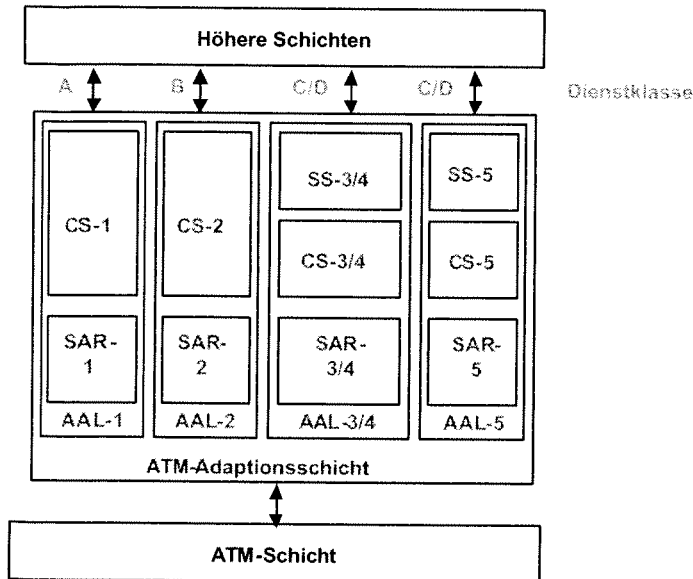 Höhere Schichten
A B C/D C/D Dienstklasse
SS-3/4 SS-5
CS-1 CS-2 CS-3/4 CS-5
SAR- SAR- SAR- SAR-
1 2 3/4 5
AAL-1 AAL-2 AAL-3/4 AAL-5
ATM-Adaptionsschicht
ATM-Schicht